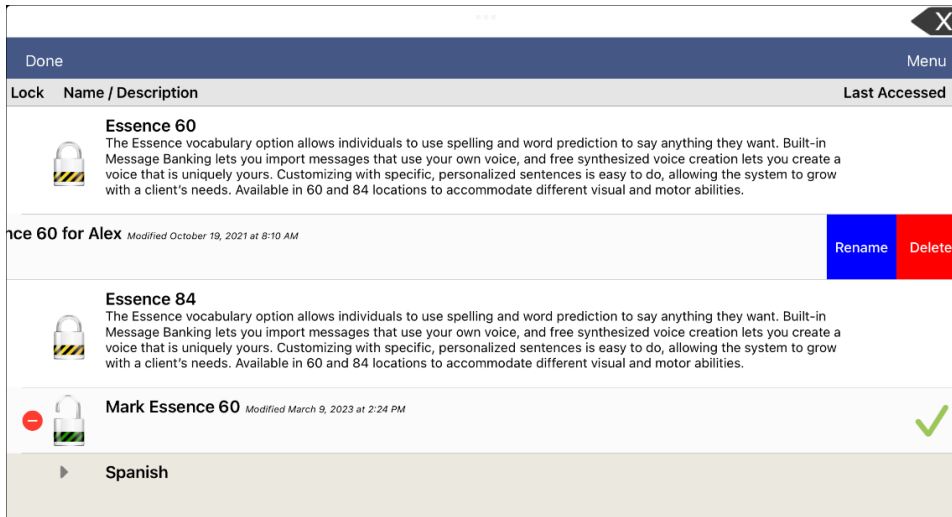 X
Done
Menu
Lock Name / Description Last Accessed
Essence 60
The Essence vocabulary option allows individuals to use spelling and word prediction to say anything they want. Built-in
Message Banking lets you import messages that use your own voice, and free synthesized voice creation lets you create a
voice that is uniquely yours. Customizing with specific, personalized sentences is easy to do, allowing the system to grow
with a client's needs. Available in 60 and 84 locations to accommodate different visual and motor abilities.
nce 60 for Alex Modified October 19, 2021 at 8:10 AM
Rename Delete
Essence 84
The Essence vocabulary option allows individuals to use spelling and word prediction to say anything they want. Built-in
Message Banking lets you import messages that use your own voice, and free synthesized voice creation lets you create a
voice that is uniquely yours. Customizing with specific, personalized sentences is easy to do, allowing the system to grow
with a client's needs. Available in 60 and 84 locations to accommodate different visual and motor abilities.
Mark Essence 60 Modified March 9, 2023 at 2:24 PM
Spanish